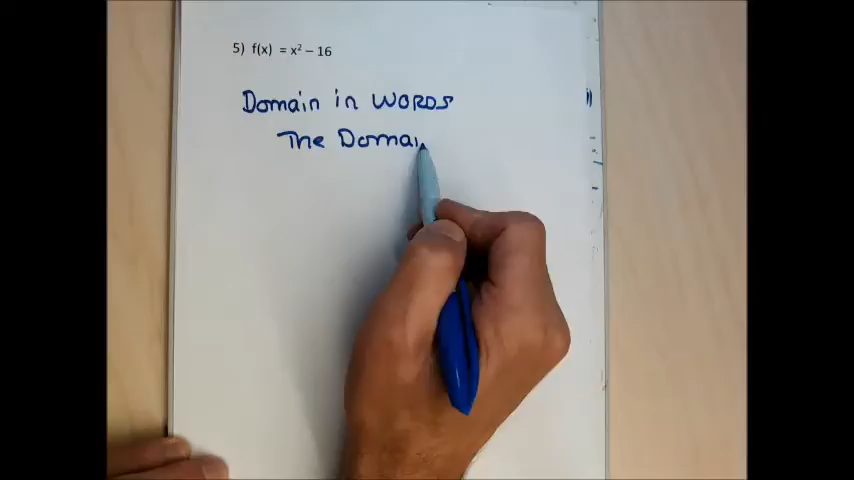 5) f(x) = x² – 16
Domain in WORDS
The Domai